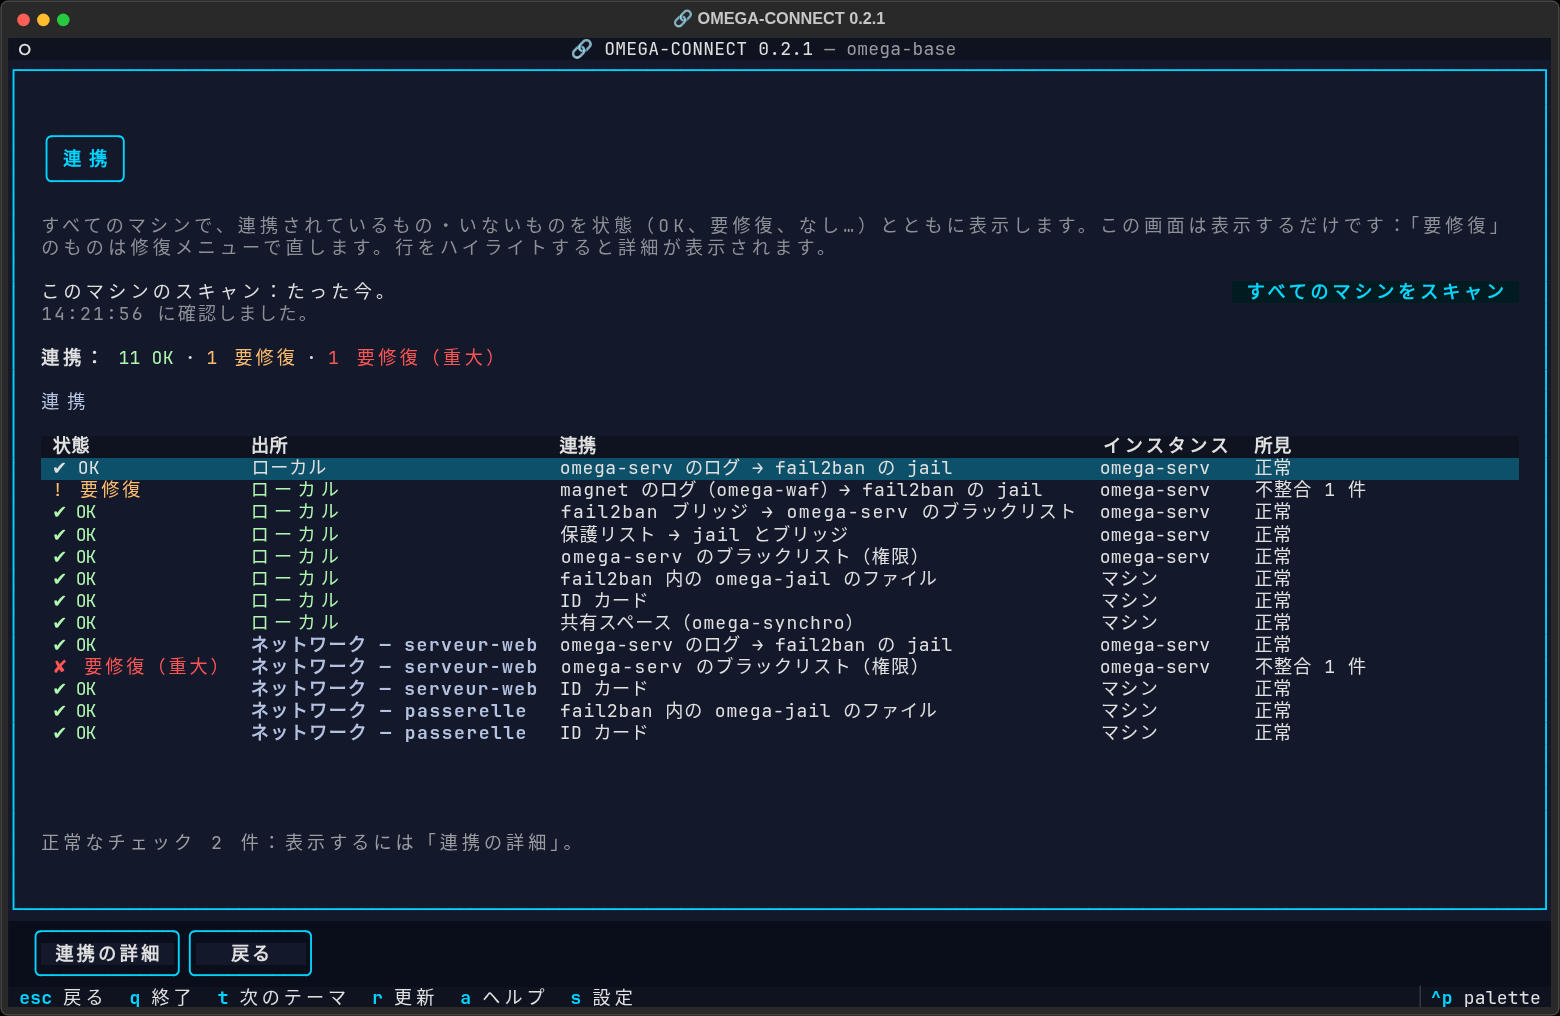 🔗 OMEGA-CONNECT 0.2.1
🔗 OMEGA-CONNECT 0.2.1 — omega-base
連携
すべてのマシンで、連携されているもの・いないものを状態（OK、要修復、なし…）とともに表示します。この画面は表示するだけです：「要修復」
のものは修復メニューで直します。行をハイライトすると詳細が表示されます。
このマシンのスキャン：たった今。 すべてのマシンをスキャン
14:21:56 に確認しました。
連携： 11 OK · 1 要修復 · 1 要修復（重大）
連携
状態 出所 連携 インスタンス 所見
✔ OK ローカル omega-serv のログ → fail2ban の jail omega-serv 正常
! 要修復 ローカル magnet のログ（omega-waf）→ fail2ban の jail omega-serv 不整合 1 件
✔ OK ローカル fail2ban ブリッジ → omega-serv のブラックリスト omega-serv 正常
✔ OK ローカル 保護リスト → jail とブリッジ omega-serv 正常
✔ OK ローカル omega-serv のブラックリスト（権限） omega-serv 正常
✔ OK ローカル fail2ban 内の omega-jail のファイル マシン 正常
✔ OK ローカル ID カード マシン 正常
✔ OK ローカル 共有スペース（omega-synchro） マシン 正常
✔ OK ネットワーク — serveur-web omega-serv のログ → fail2ban の jail omega-serv 正常
✘ 要修復（重大） ネットワーク — serveur-web omega-serv のブラックリスト（権限） omega-serv 不整合 1 件
✔ OK ネットワーク — serveur-web ID カード マシン 正常
✔ OK ネットワーク — passerelle fail2ban 内の omega-jail のファイル マシン 正常
✔ OK ネットワーク — passerelle ID カード マシン 正常
正常なチェック 2 件：表示するには「連携の詳細」。
連携の詳細 戻る
esc 戻る q 終了 t 次のテーマ r 更新 a ヘルプ s 設定 ^p palette